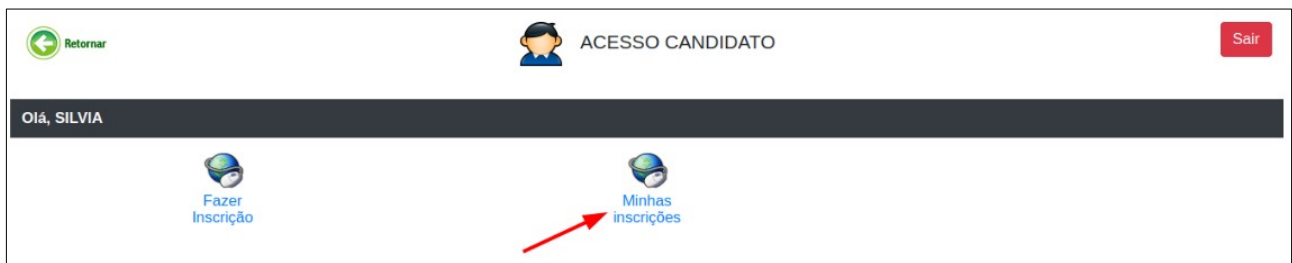 Retornar
ACESSO CANDIDATO
Sair
Olá, SILVIA
Fazer
Inscrição
Minhas
inscrições